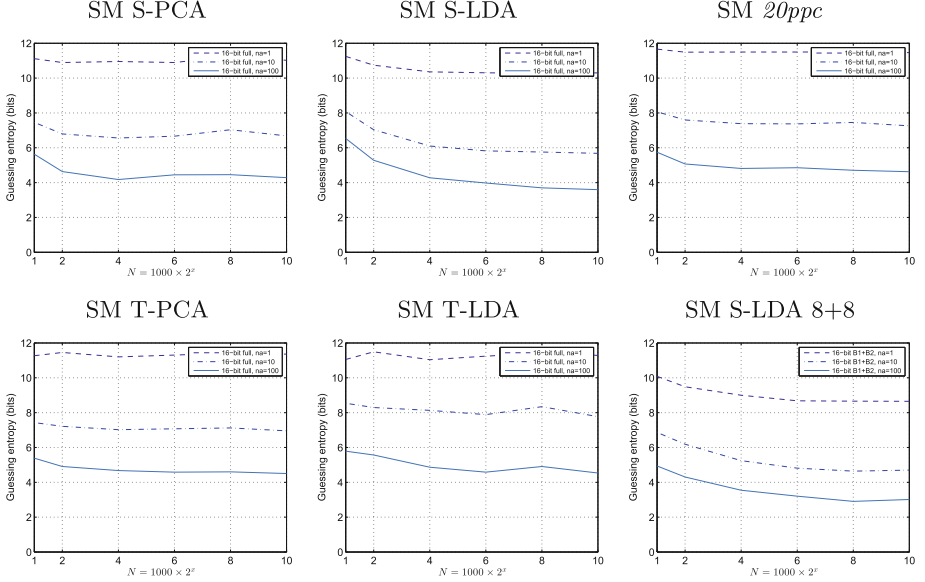 SM S-PCA
SM S-LDA
SM 20ppc
Guessing entropy (bits)
12
10
8
6
4
2
0
16-bit full, na=1
16-bit full, na=10
16-bit full, na=100
1 2 4 6 8 10
N = 1000 × 2^x
Guessing entropy (bits)
12
10
8
6
4
2
0
16-bit full, na=1
16-bit full, na=10
16-bit full, na=100
1 2 4 6 8 10
N = 1000 × 2^x
Guessing entropy (bits)
12
10
8
6
4
2
0
16-bit full, na=1
16-bit full, na=10
16-bit full, na=100
1 2 4 6 8 10
N = 1000 × 2^x
SM T-PCA
SM T-LDA
SM S-LDA 8+8
Guessing entropy (bits)
12
10
8
6
4
2
0
16-bit full, na=1
16-bit full, na=10
16-bit full, na=100
1 2 4 6 8 10
N = 1000 × 2^x
Guessing entropy (bits)
12
10
8
6
4
2
0
16-bit full, na=1
16-bit full, na=10
16-bit full, na=100
1 2 4 6 8 10
N = 1000 × 2^x
Guessing entropy (bits)
12
10
8
6
4
2
0
16-bit B1+B2, na=1
16-bit B1+B2, na=10
16-bit B1+B2, na=100
1 2 4 6 8 10
N = 1000 × 2^x